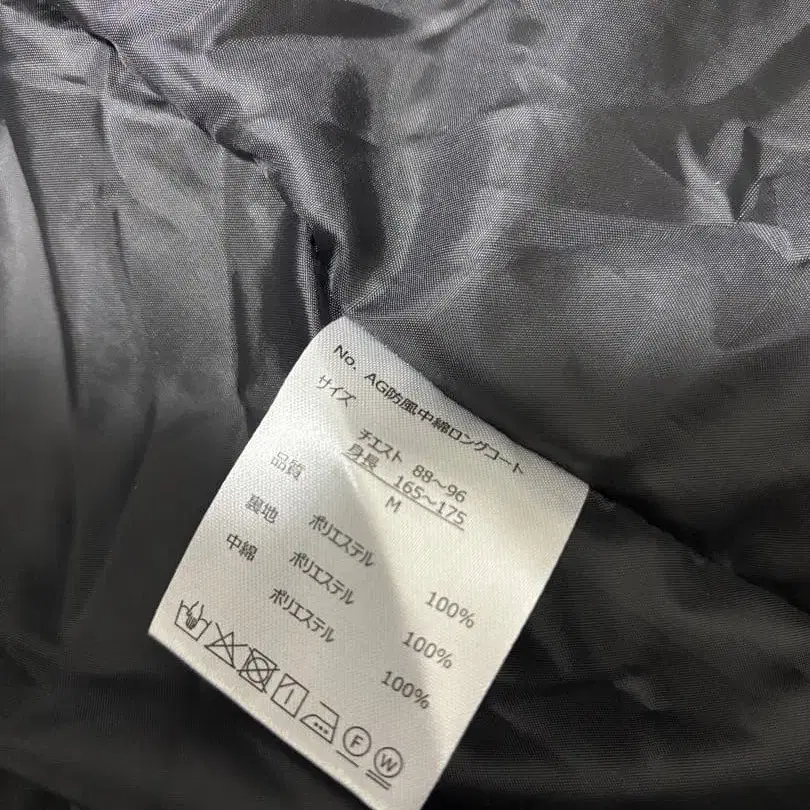 No. AG防風中綿ロングコート
サイズ
チエスト 88～96
身長 165～175
M
品質 ポリエステル 100%
裏地 ポリエステル 100%
中綿 ポリエステル 100%
F W